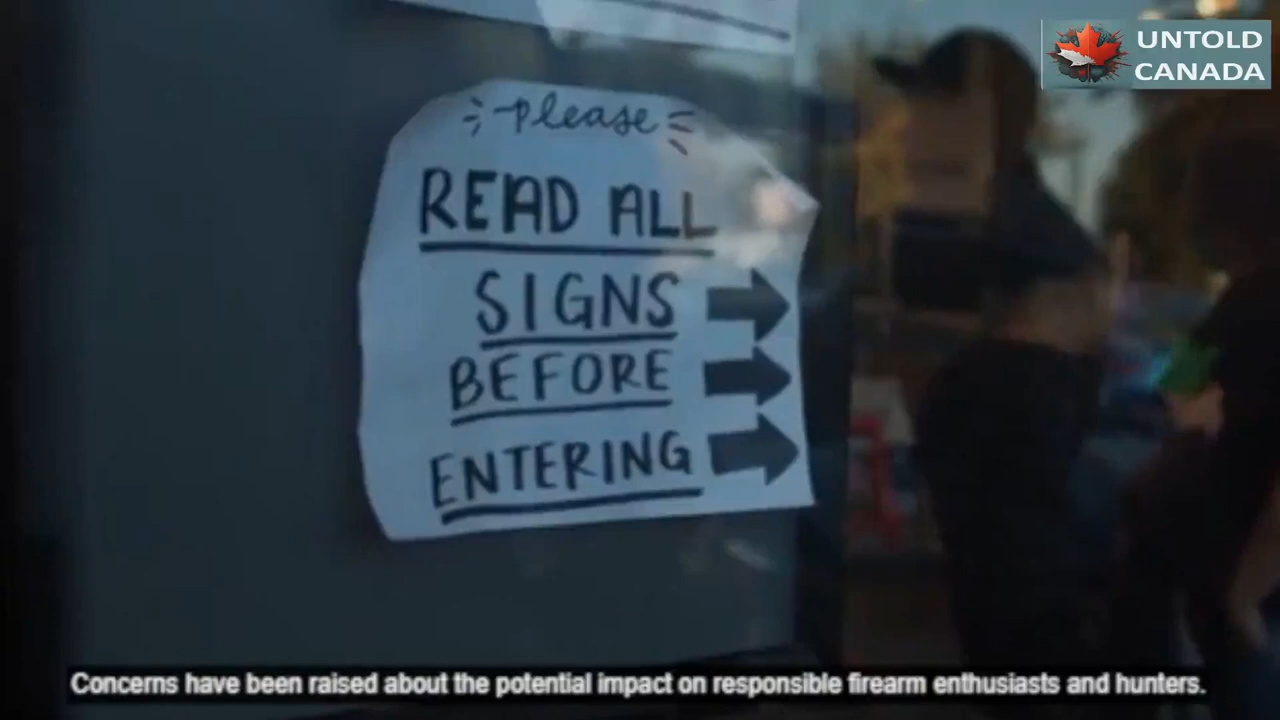 UNTOLD
CANADA
please
READ ALL
SIGNS
BEFORE
ENTERING
Concerns have been raised about the potential impact on responsible firearm enthusiasts and hunters.